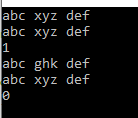 abc xyz def
abc xyz def
1
abc ghk def
abc xyz def
0